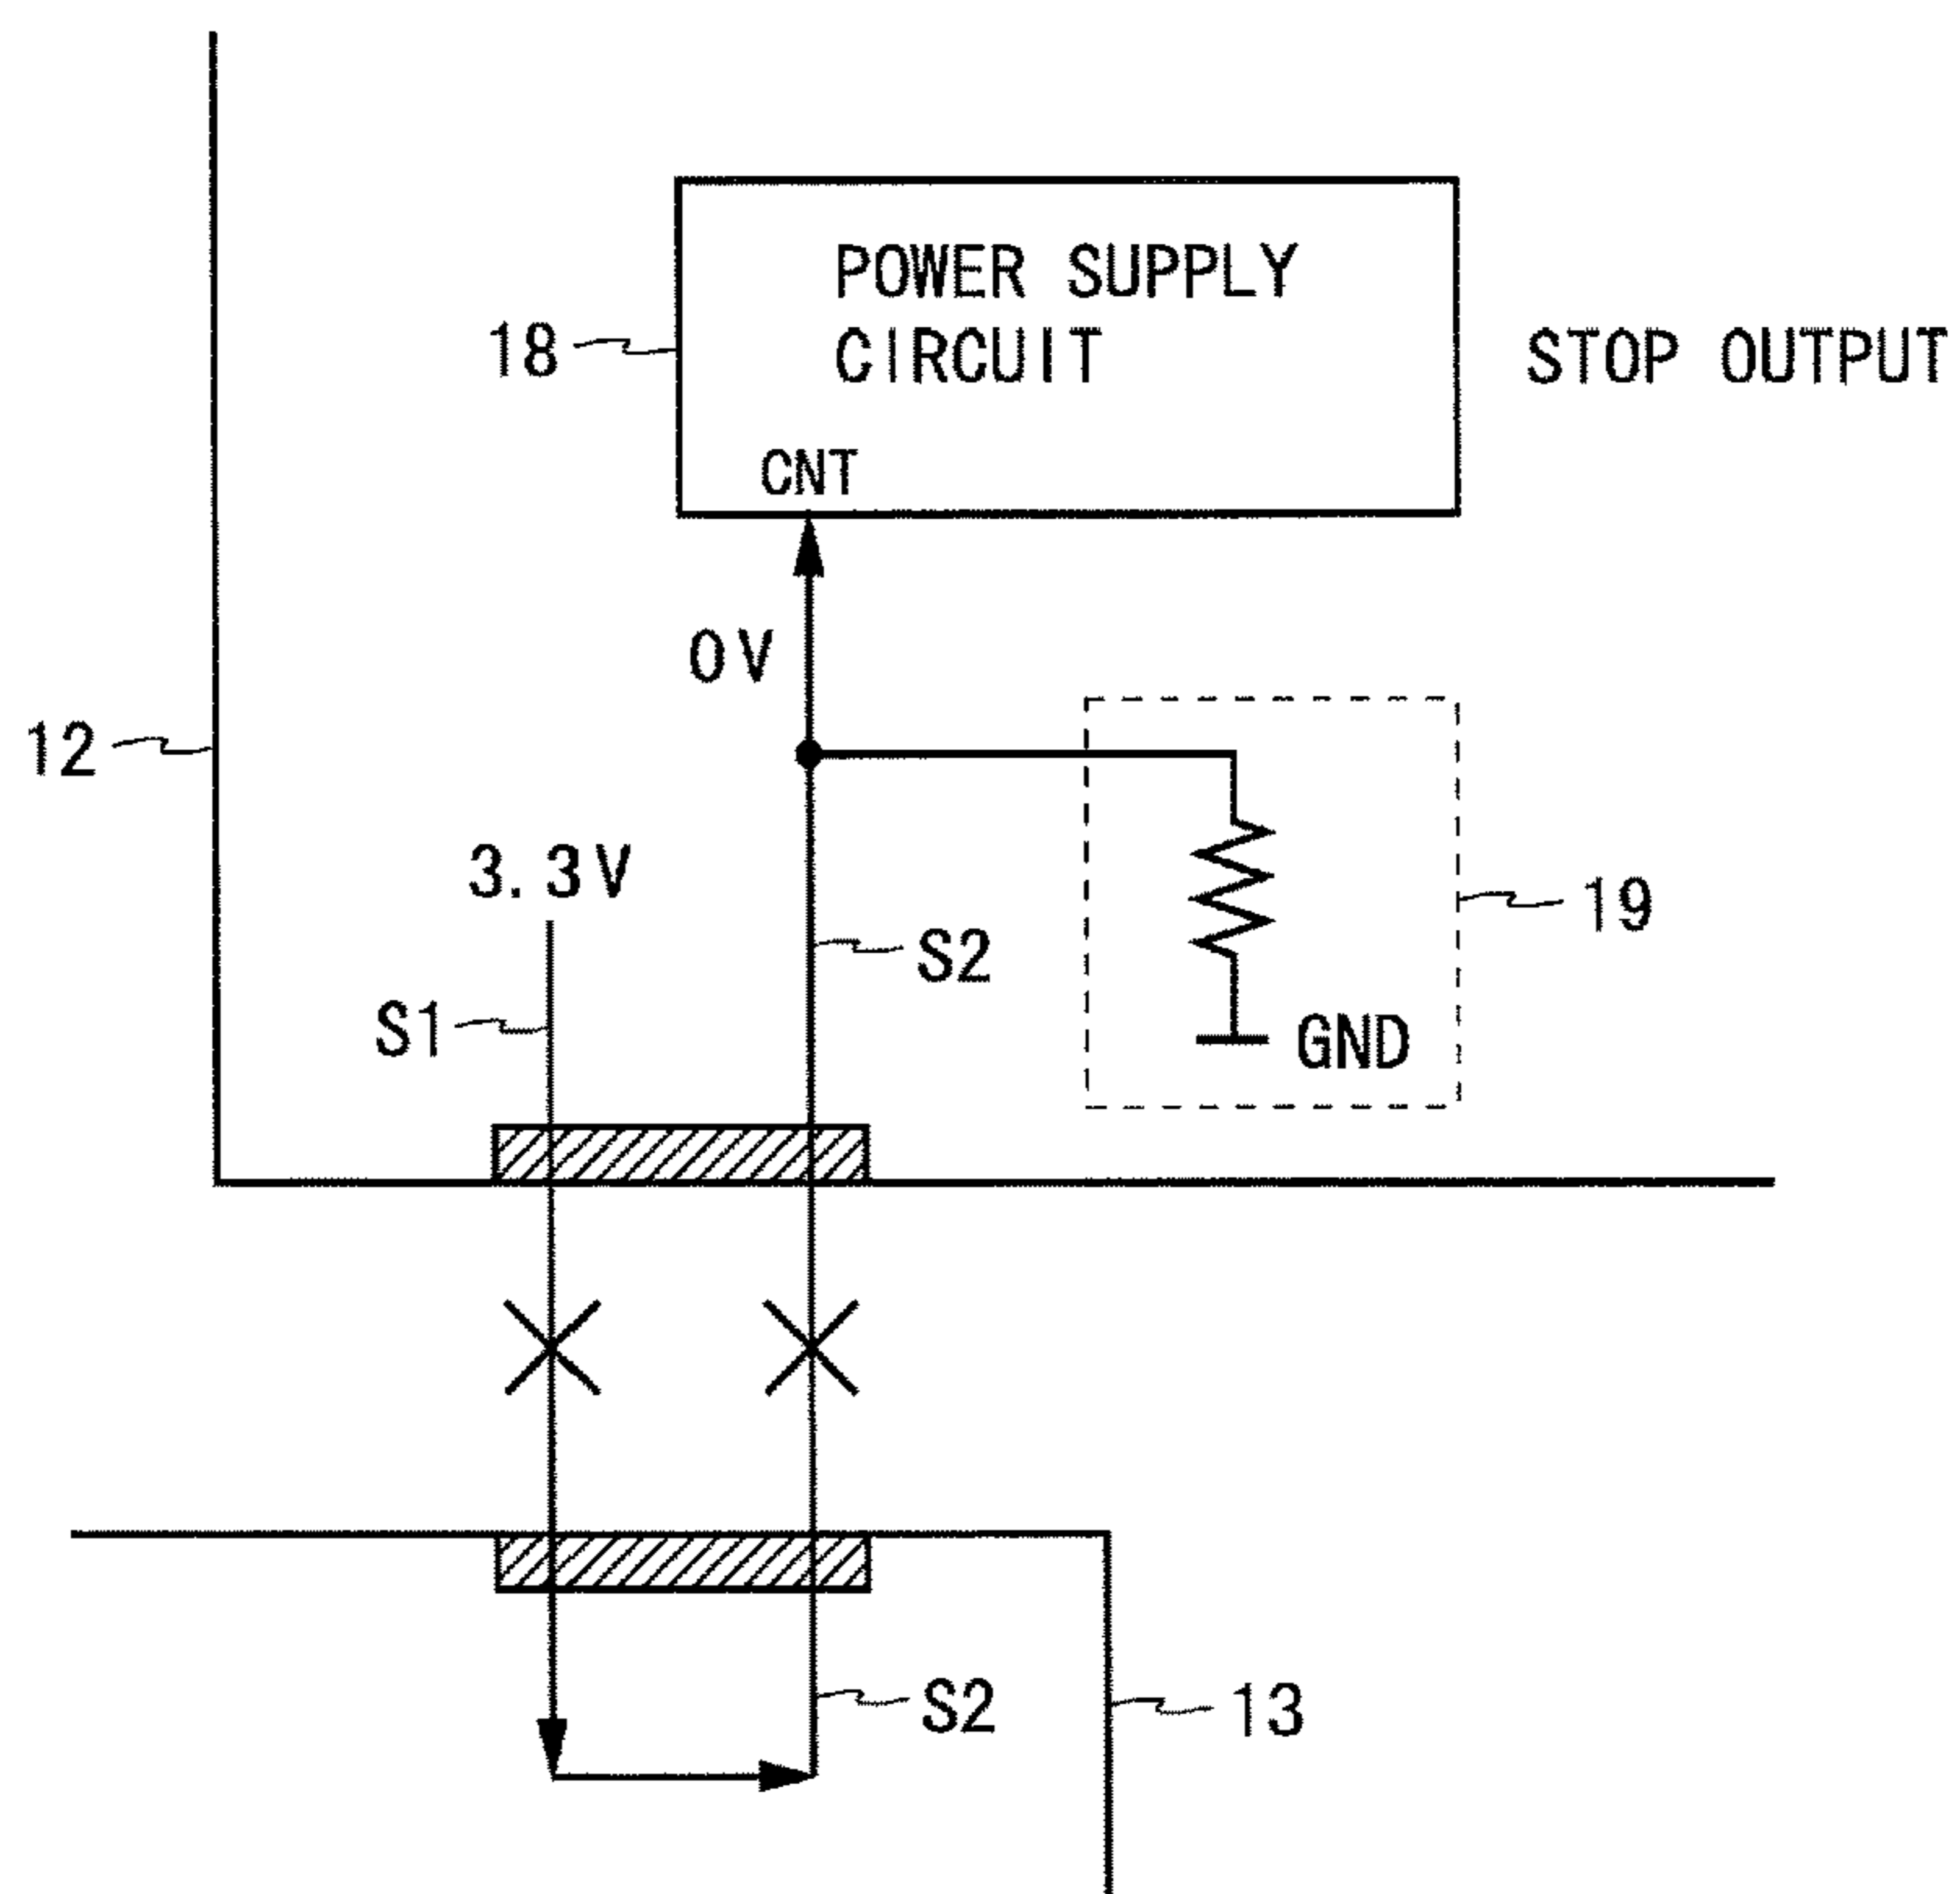 POWER SUPPLY
CIRCUIT
18
STOP OUTPUT
CNT
0V
12
3.3V
19
S2
S1
GND
S2
13